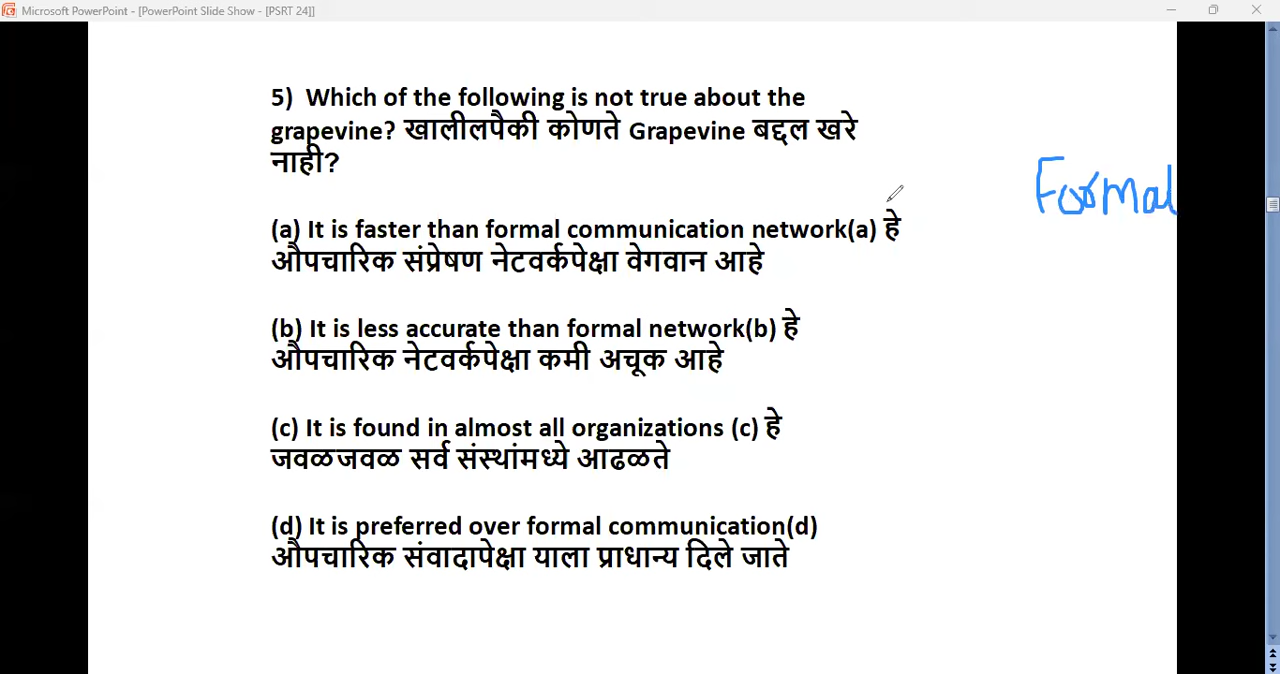 Microsoft PowerPoint - [PowerPoint Slide Show - [PSRT 24]]
5) Which of the following is not true about the
grapevine? खालीलपैकी कोणते Grapevine बद्दल खरे
नाही?
Formal
(a) It is faster than formal communication network(a) हे
औपचारिक संप्रेषण नेटवर्कपेक्षा वेगवान आहे
(b) It is less accurate than formal network(b) हे
औपचारिक नेटवर्कपेक्षा कमी अचूक आहे
(c) It is found in almost all organizations (c) हे
जवळजवळ सर्व संस्थांमध्ये आढळते
(d) It is preferred over formal communication(d)
औपचारिक संवादापेक्षा याला प्राधान्य दिले जाते